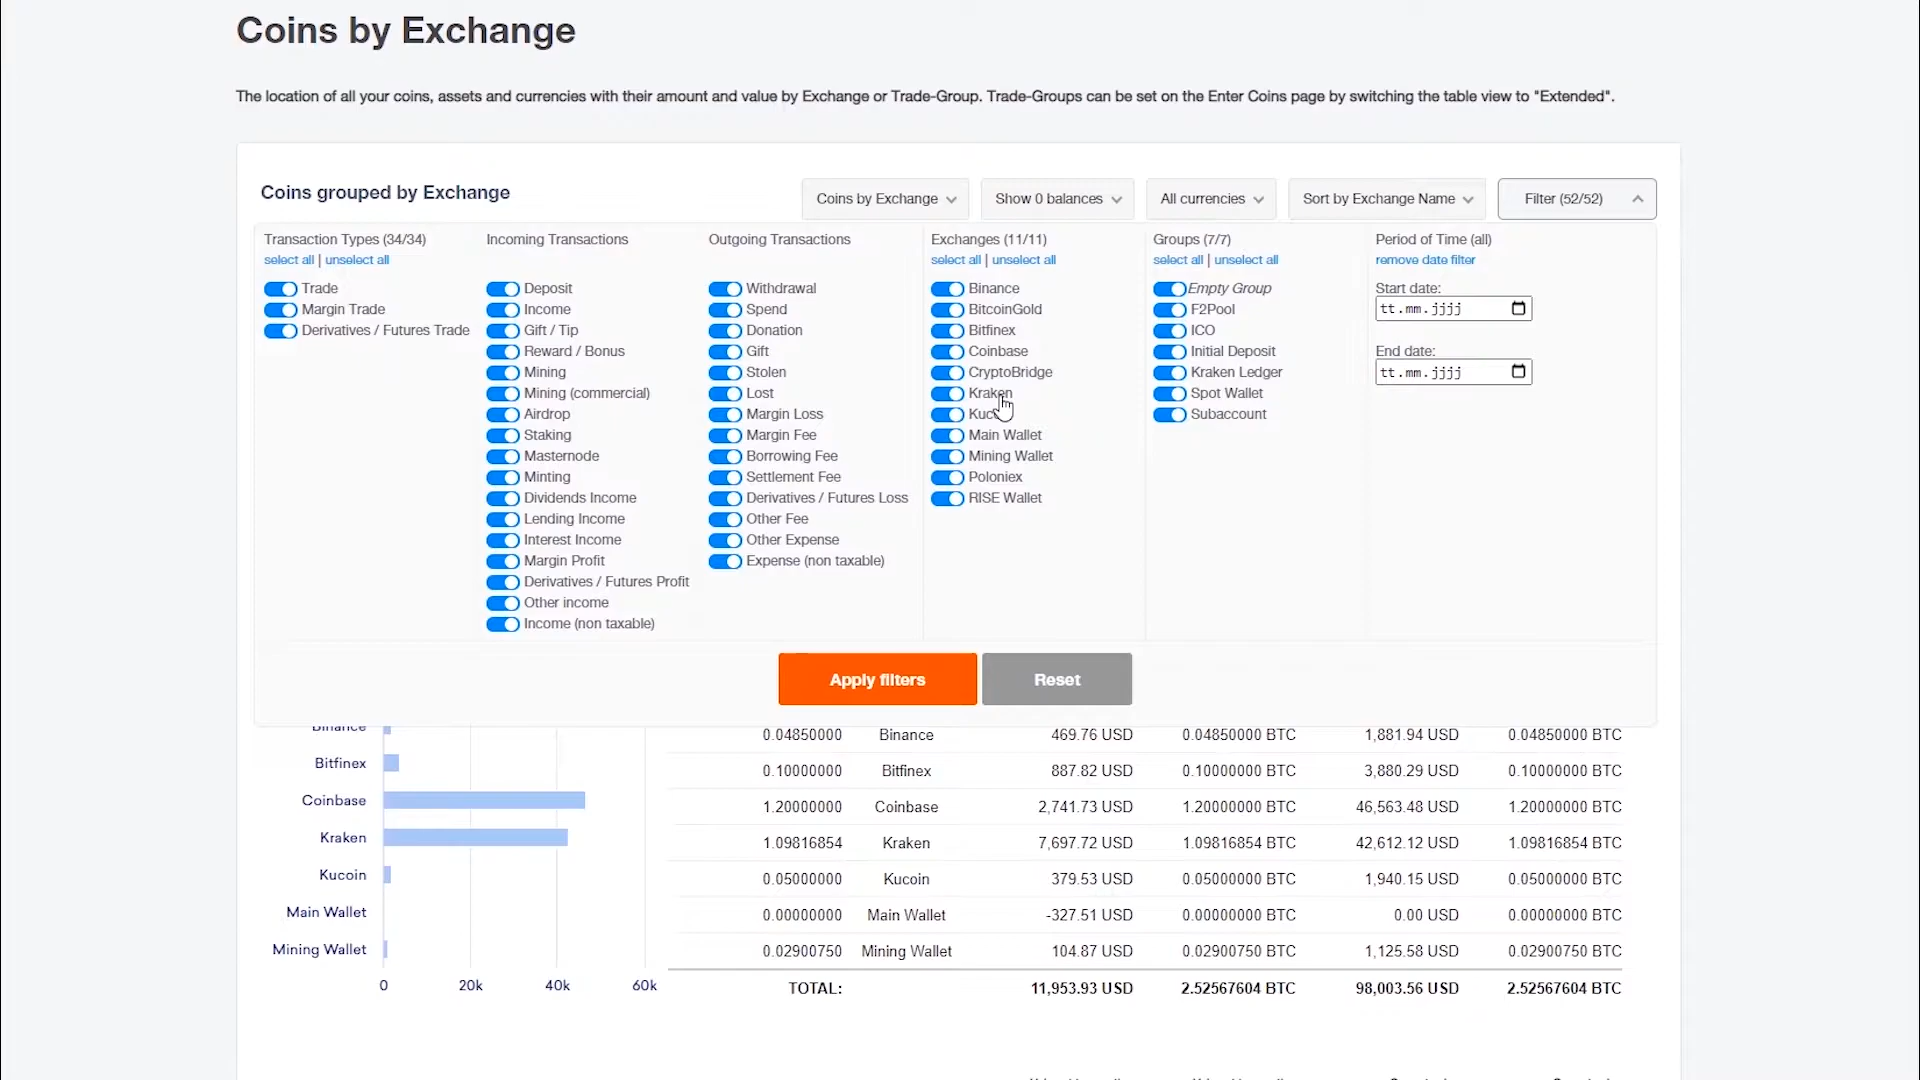 Coins by Exchange
The location of all your coins, assets and currencies with their amount and value by Exchange or Trade-Group. Trade-Groups can be set on the Enter Coins page by switching the table view to "Extended".
Coins grouped by Exchange
Coins by Exchange
Show 0 balances
All currencies
Sort by Exchange Name
Filter (52/52)
Transaction Types (34/34)
select all | unselect all
Trade
Margin Trade
Derivatives / Futures Trade
Incoming Transactions
Deposit
Income
Gift / Tip
Reward / Bonus
Mining
Mining (commercial)
Airdrop
Staking
Masternode
Minting
Dividends Income
Lending Income
Interest Income
Margin Profit
Derivatives / Futures Profit
Other income
Income (non taxable)
Outgoing Transactions
Withdrawal
Spend
Donation
Gift
Stolen
Lost
Margin Loss
Margin Fee
Borrowing Fee
Settlement Fee
Derivatives / Futures Loss
Other Fee
Other Expense
Expense (non taxable)
Exchanges (11/11)
select all | unselect all
Binance
BitcoinGold
Bitfinex
Coinbase
CryptoBridge
Kraken
Main Wallet
Mining Wallet
Poloniex
RISE Wallet
Groups (7/7)
select all | unselect all
Empty Group
F2Pool
ICO
Initial Deposit
Kraken Ledger
Spot Wallet
Subaccount
Period of Time (all)
remove date filter
Start date:
tt.mm.jjjj
End date:
tt.mm.jjjj
Apply filters
Reset
Binance
Bitfinex
Coinbase
Kraken
Kucoin
Main Wallet
Mining Wallet
0 20k 40k 60k
0.04850000 Binance 469.76 USD 0.04850000 BTC 1,881.94 USD 0.04850000 BTC
0.10000000 Bitfinex 887.82 USD 0.10000000 BTC 3,880.29 USD 0.10000000 BTC
1.20000000 Coinbase 2,741.73 USD 1.20000000 BTC 46,563.48 USD 1.20000000 BTC
1.09816854 Kraken 7,697.72 USD 1.09816854 BTC 42,612.12 USD 1.09816854 BTC
0.05000000 Kucoin 379.53 USD 0.05000000 BTC 1,940.15 USD 0.05000000 BTC
0.00000000 Main Wallet -327.51 USD 0.00000000 BTC 0.00 USD 0.00000000 BTC
0.02900750 Mining Wallet 104.87 USD 0.02900750 BTC 1,125.58 USD 0.02900750 BTC
TOTAL: 11,953.93 USD 2.52567604 BTC 98,003.56 USD 2.52567604 BTC